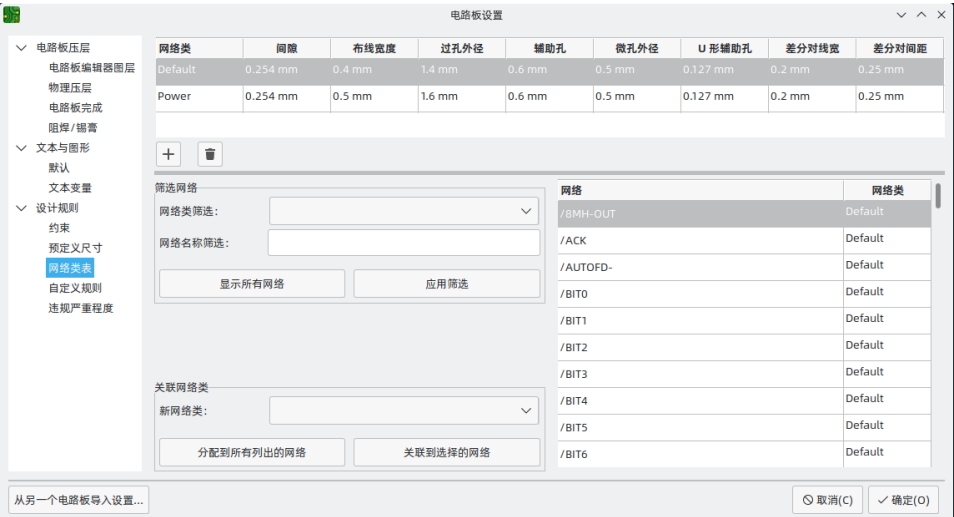 电路板设置
电路板压层
电路板编辑器图层
物理压层
电路板完成
阻焊/锡膏
文本与图形
默认
文本变量
设计规则
约束
预定义尺寸
网络类表
自定义规则
违规严重程度
网络类 间隙 布线宽度 过孔外径 辅助孔 微孔外径 U 形辅助孔 差分对线宽 差分对间距
Default 0.254 mm 0.4 mm 1.4 mm 0.6 mm 0.5 mm 0.127 mm 0.2 mm 0.25 mm
Power 0.254 mm 0.5 mm 1.6 mm 0.6 mm 0.5 mm 0.127 mm 0.2 mm 0.25 mm
筛选网络
网络类筛选:
网络名称筛选:
显示所有网络 应用筛选
关联网络类
新网络类:
分配到所有列出的网络 关联到选择的网络
网络 网络类
/8MH-OUT Default
/ACK Default
/AUTOFD- Default
/BIT0 Default
/BIT1 Default
/BIT2 Default
/BIT3 Default
/BIT4 Default
/BIT5 Default
/BIT6 Default
从另一个电路板导入设置... 取消(C) 确定(O)